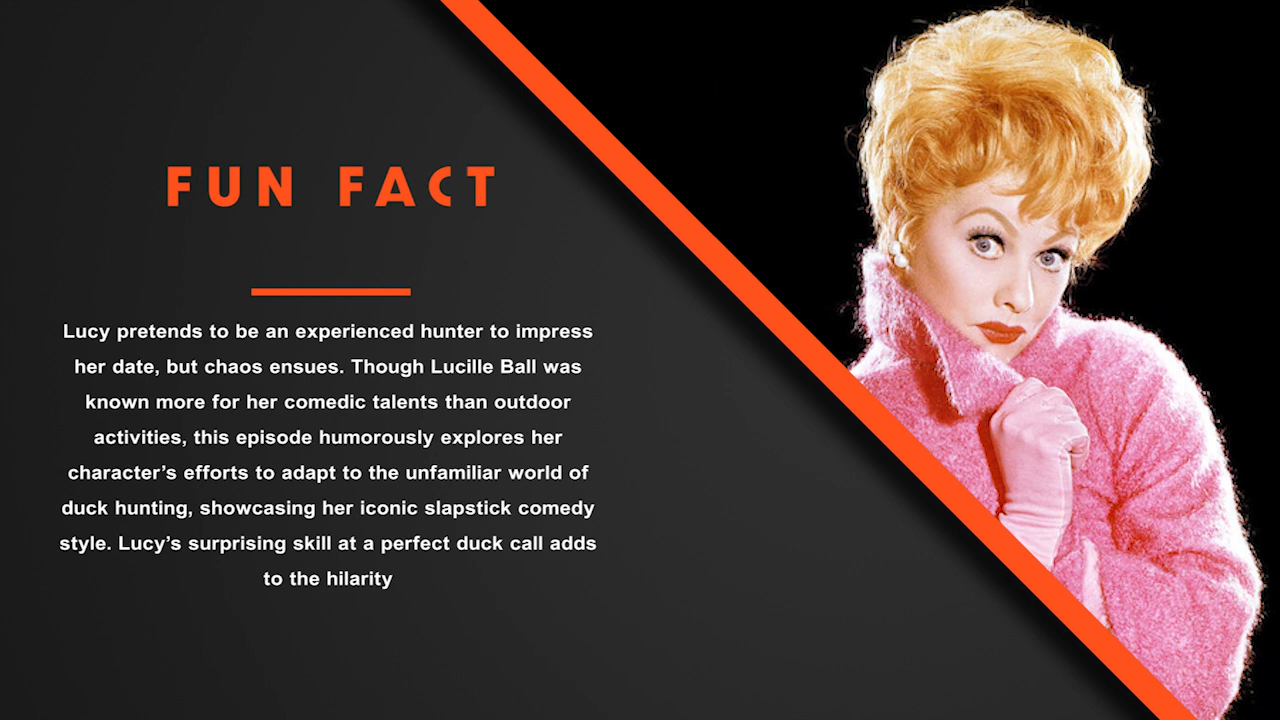 FUN FACT
Lucy pretends to be an experienced hunter to impress
her date, but chaos ensues. Though Lucille Ball was
known more for her comedic talents than outdoor
activities, this episode humorously explores her
character’s efforts to adapt to the unfamiliar world of
duck hunting, showcasing her iconic slapstick comedy
style. Lucy’s surprising skill at a perfect duck call adds
to the hilarity